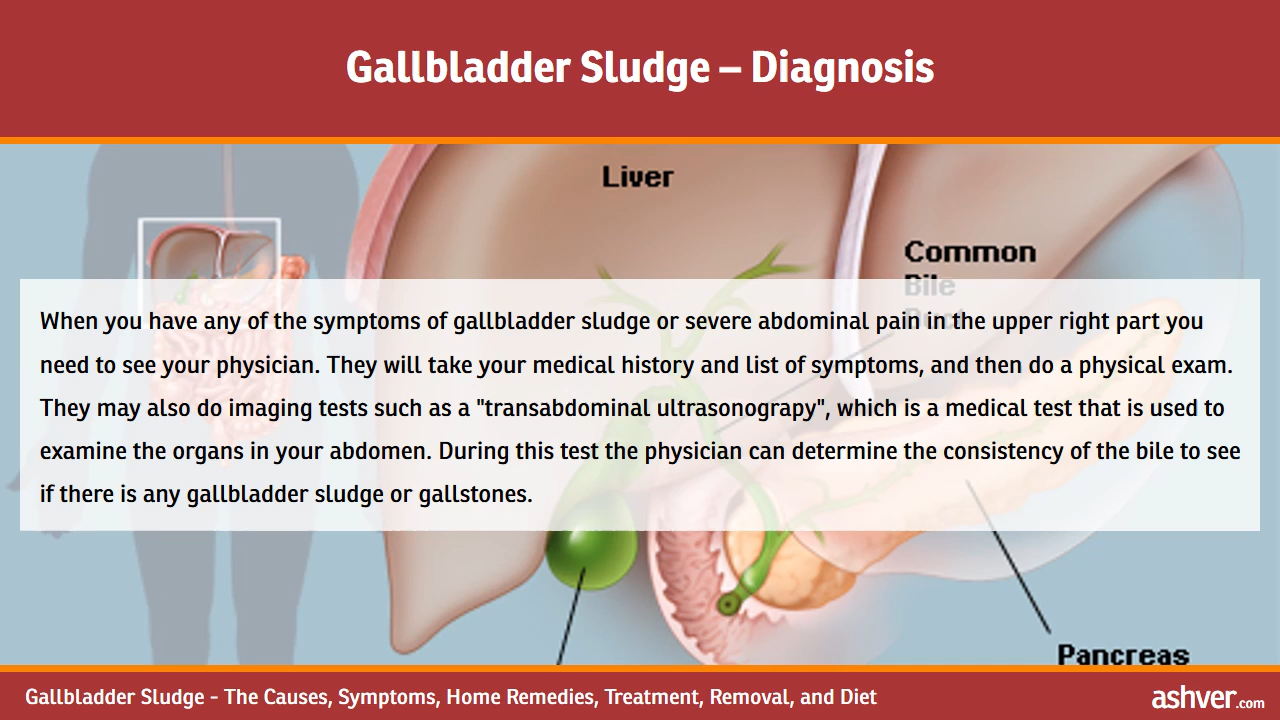 Gallbladder Sludge – Diagnosis
Liver
Common
Bile
Duct
When you have any of the symptoms of gallbladder sludge or severe abdominal pain in the upper right part you
need to see your physician. They will take your medical history and list of symptoms, and then do a physical exam.
They may also do imaging tests such as a "transabdominal ultrasonograpy", which is a medical test that is used to
examine the organs in your abdomen. During this test the physician can determine the consistency of the bile to see
if there is any gallbladder sludge or gallstones.
Pancreas
Gallbladder Sludge - The Causes, Symptoms, Home Remedies, Treatment, Removal, and Diet
ashver.com